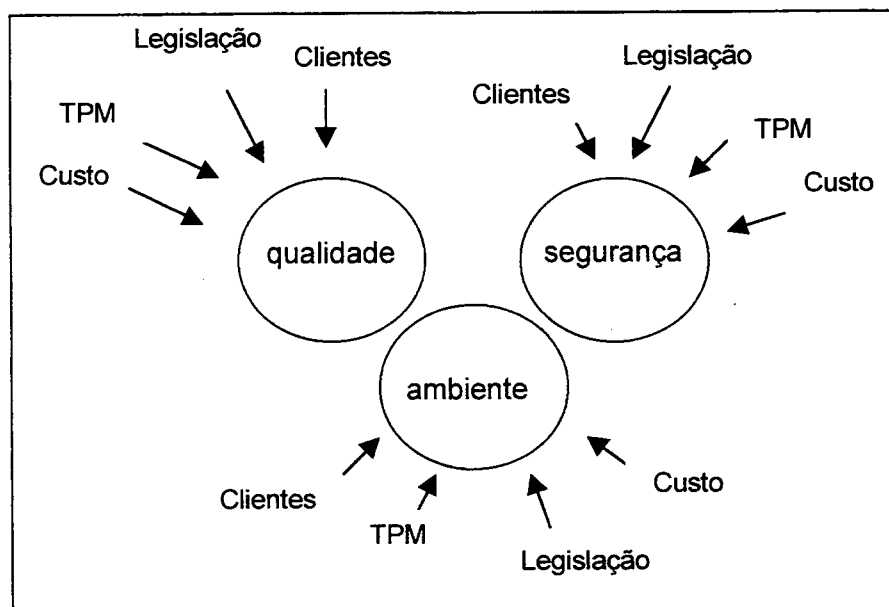 Legislação
Clientes
TPM
Custo
qualidade
Legislação
Clientes
TPM
Custo
segurança
ambiente
Clientes
TPM
Legislação
Custo